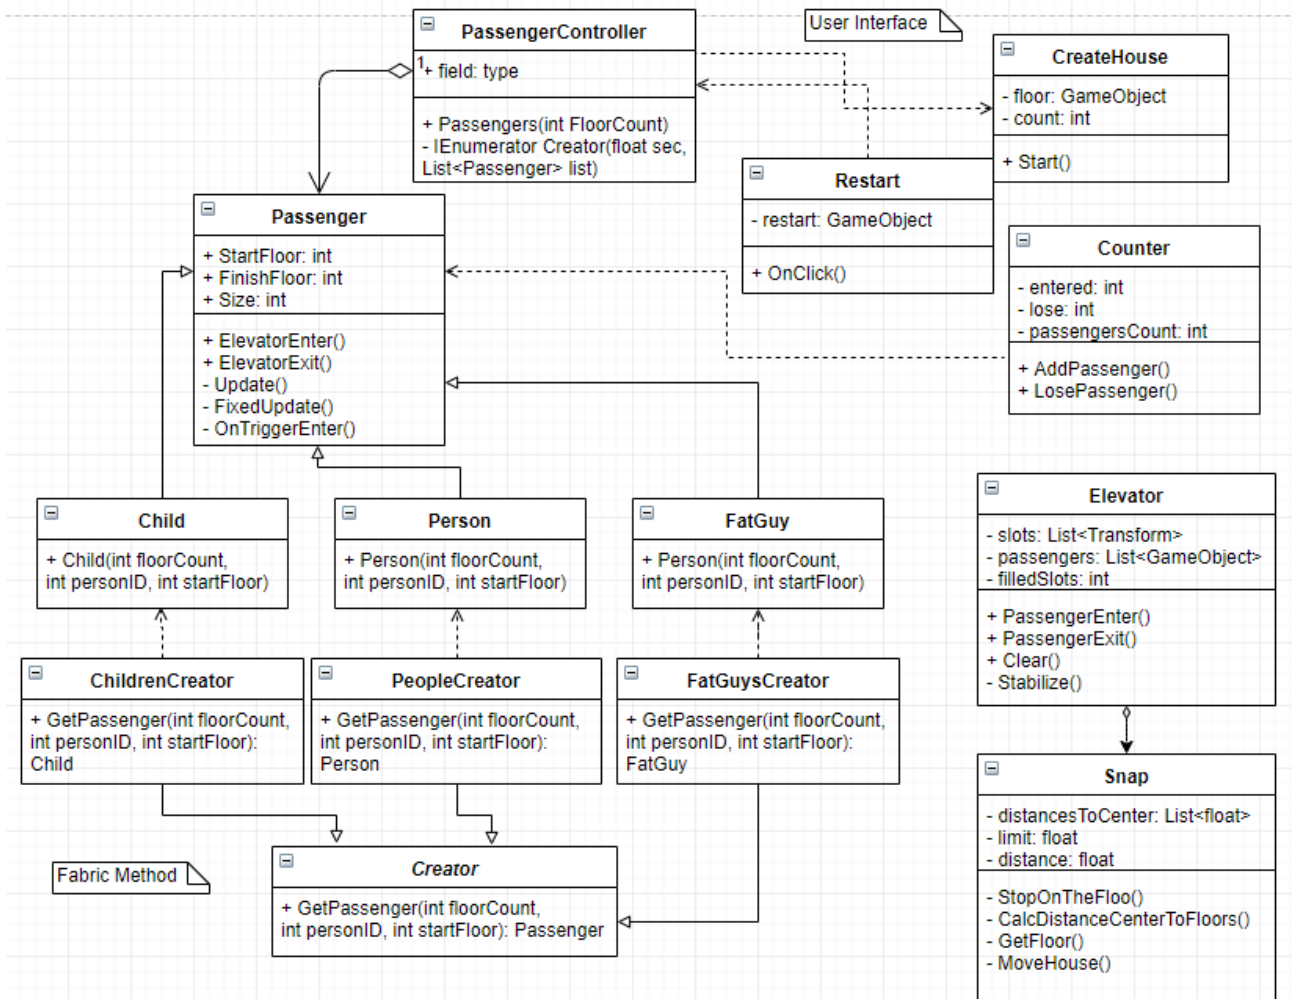 PassengerController
1
+ field: type
+ Passengers(int FloorCount)
- IEnumerator Creator(float sec,
List<Passenger> list)
User Interface
CreateHouse
- floor: GameObject
- count: int
+ Start()
Restart
- restart: GameObject
+ OnClick()
Passenger
+ StartFloor: int
+ FinishFloor: int
+ Size: int
+ ElevatorEnter()
+ ElevatorExit()
- Update()
- FixedUpdate()
- OnTriggerEnter()
Counter
- entered: int
- lose: int
- passengersCount: int
+ AddPassenger()
+ LosePassenger()
Child
+ Child(int floorCount,
int personID, int startFloor)
Person
+ Person(int floorCount,
int personID, int startFloor)
FatGuy
+ Person(int floorCount,
int personID, int startFloor)
Elevator
- slots: List<Transform>
- passengers: List<GameObject>
- filledSlots: int
+ PassengerEnter()
+ PassengerExit()
+ Clear()
- Stabilize()
ChildrenCreator
+ GetPassenger(int floorCount,
int personID, int startFloor):
Child
PeopleCreator
+ GetPassenger(int floorCount,
int personID, int startFloor):
Person
FatGuysCreator
+ GetPassenger(int floorCount,
int personID, int startFloor):
FatGuy
Snap
- distancesToCenter: List<float>
- limit: float
- distance: float
- StopOnTheFloo()
- CalcDistanceCenterToFloors()
- GetFloor()
- MoveHouse()
Fabric Method
Creator
+ GetPassenger(int floorCount,
int personID, int startFloor): Passenger